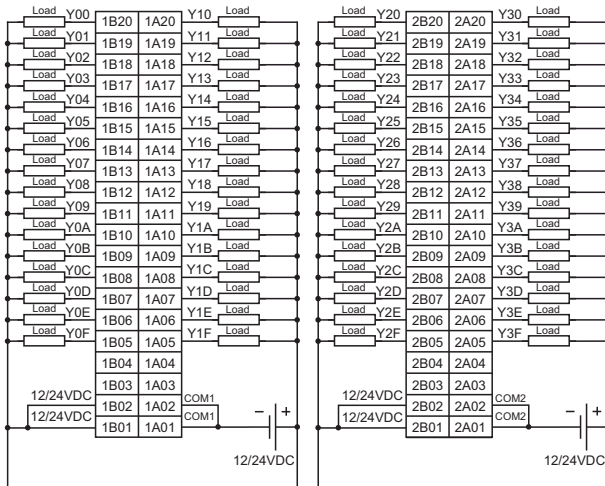 Load Y00 1B20 1A20 Y10 Load Load Y20 2B20 2A20 Y30 Load
Load Y01 1B19 1A19 Y11 Load Load Y21 2B19 2A19 Y31 Load
Load Y02 1B18 1A18 Y12 Load Load Y22 2B18 2A18 Y32 Load
Load Y03 1B17 1A17 Y13 Load Load Y23 2B17 2A17 Y33 Load
Load Y04 1B16 1A16 Y14 Load Load Y24 2B16 2A16 Y34 Load
Load Y05 1B15 1A15 Y15 Load Load Y25 2B15 2A15 Y35 Load
Load Y06 1B14 1A14 Y16 Load Load Y26 2B14 2A14 Y36 Load
Load Y07 1B13 1A13 Y17 Load Load Y27 2B13 2A13 Y37 Load
Load Y08 1B12 1A12 Y18 Load Load Y28 2B12 2A12 Y38 Load
Load Y09 1B11 1A11 Y19 Load Load Y29 2B11 2A11 Y39 Load
Load Y0A 1B10 1A10 Y1A Load Load Y2A 2B10 2A10 Y3A Load
Load Y0B 1B09 1A09 Y1B Load Load Y2B 2B09 2A09 Y3B Load
Load Y0C 1B08 1A08 Y1C Load Load Y2C 2B08 2A08 Y3C Load
Load Y0D 1B07 1A07 Y1D Load Load Y2D 2B07 2A07 Y3D Load
Load Y0E 1B06 1A06 Y1E Load Load Y2E 2B06 2A06 Y3E Load
Load Y0F 1B05 1A05 Y1F Load Load Y2F 2B05 2A05 Y3F Load
1B04 1A04 2B04 2A04
1B03 1A03 2B03 2A03
12/24VDC 1B02 1A02 COM1 − + 12/24VDC 2B02 2A02 COM2 − +
12/24VDC 1B01 1A01 COM1 12/24VDC 2B01 2A01 COM2
12/24VDC 12/24VDC